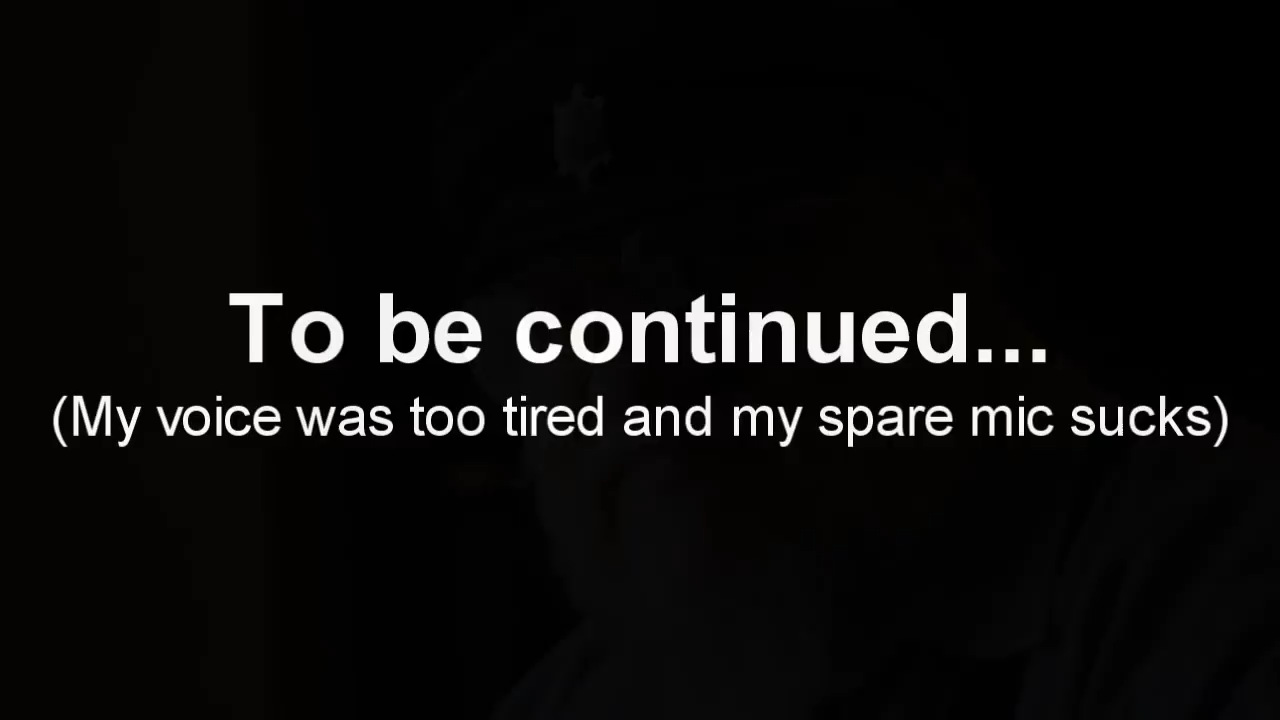 To be continued...
(My voice was too tired and my spare mic sucks)